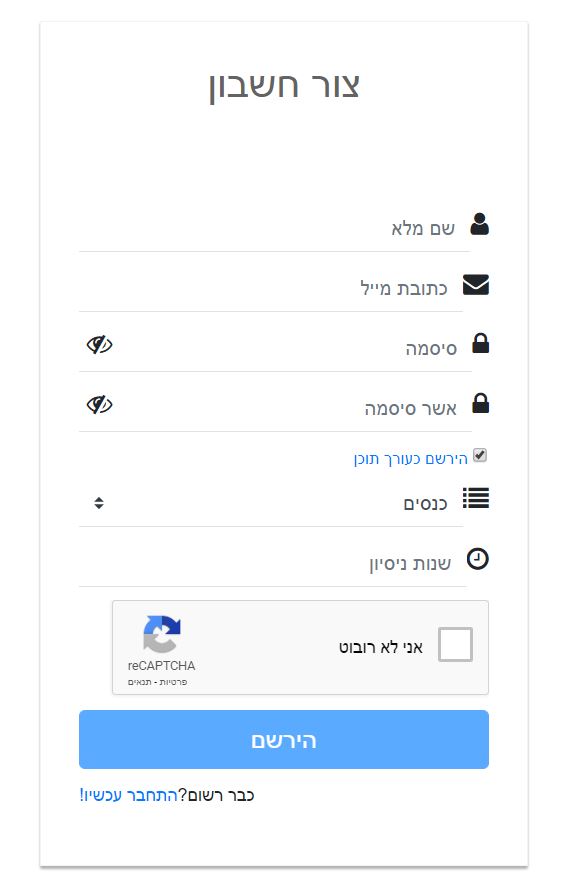 צור חשבון
שם מלא
כתובת מייל
סיסמה
אשר סיסמה
הירשם כעורך תוכן
כנסים
שנות ניסיון
אני לא רובוט
reCAPTCHA
פרטיות - תנאים
הירשם
כבר רשום?התחבר עכשיו!